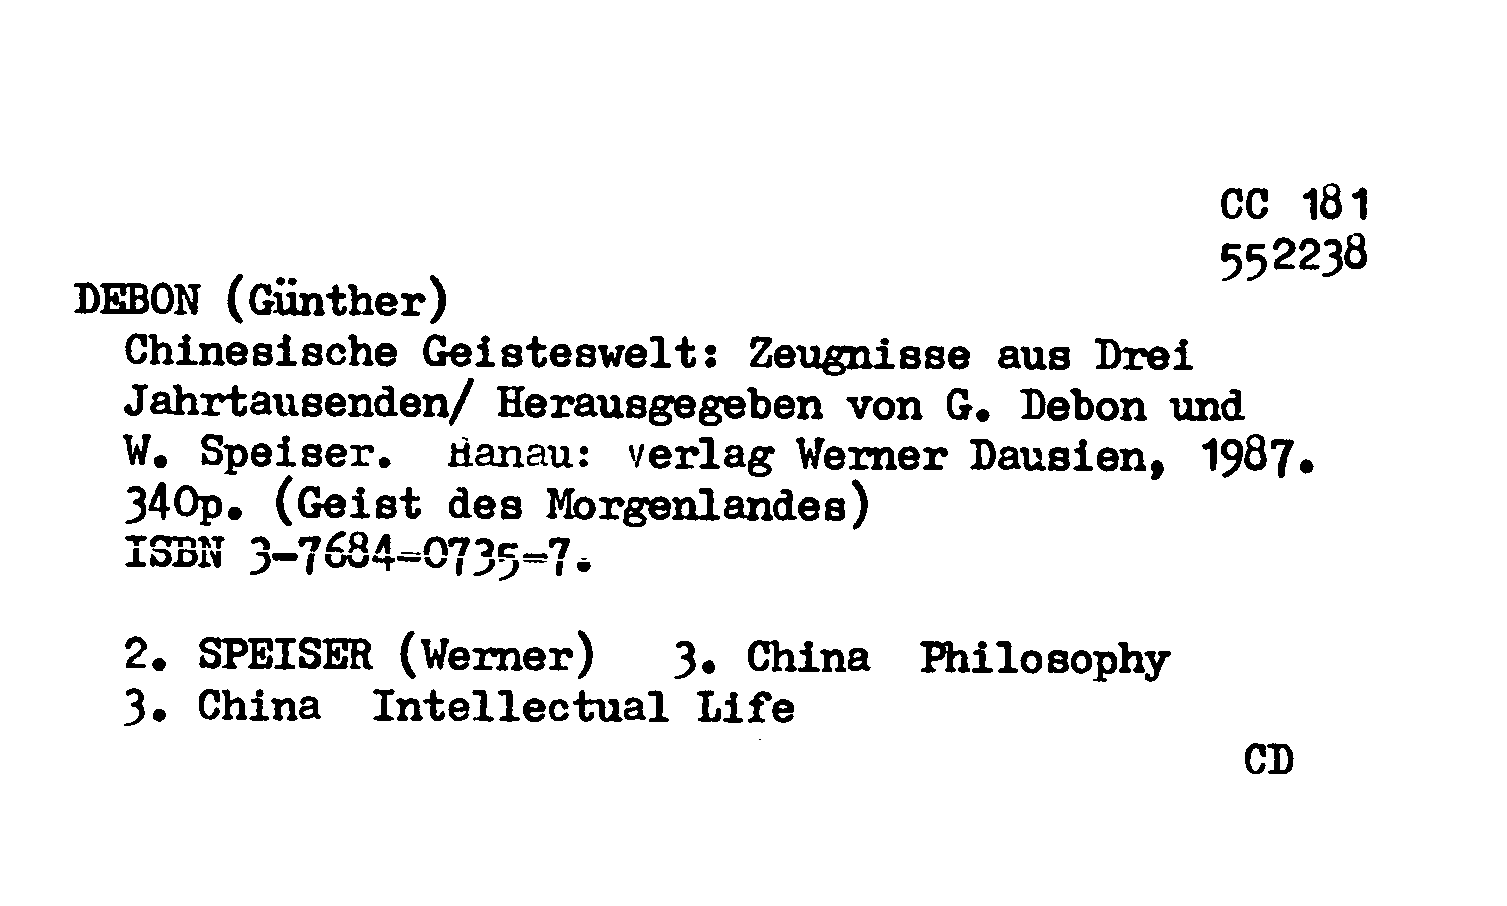 CC 181
552238
DEBON (Günther)
Chinesische Geisteswelt: Zeugnisse aus Drei
Jahrtausenden/ Herausgegeben von G. Debon und
W. Speiser. Hanau: Verlag Werner Dausien, 1987.
340p. (Geist des Morgenlandes)
ISBN 3-7684=0735=7.
2. SPEISER (Werner) 3. China Philosophy
3. China Intellectual Life
CD